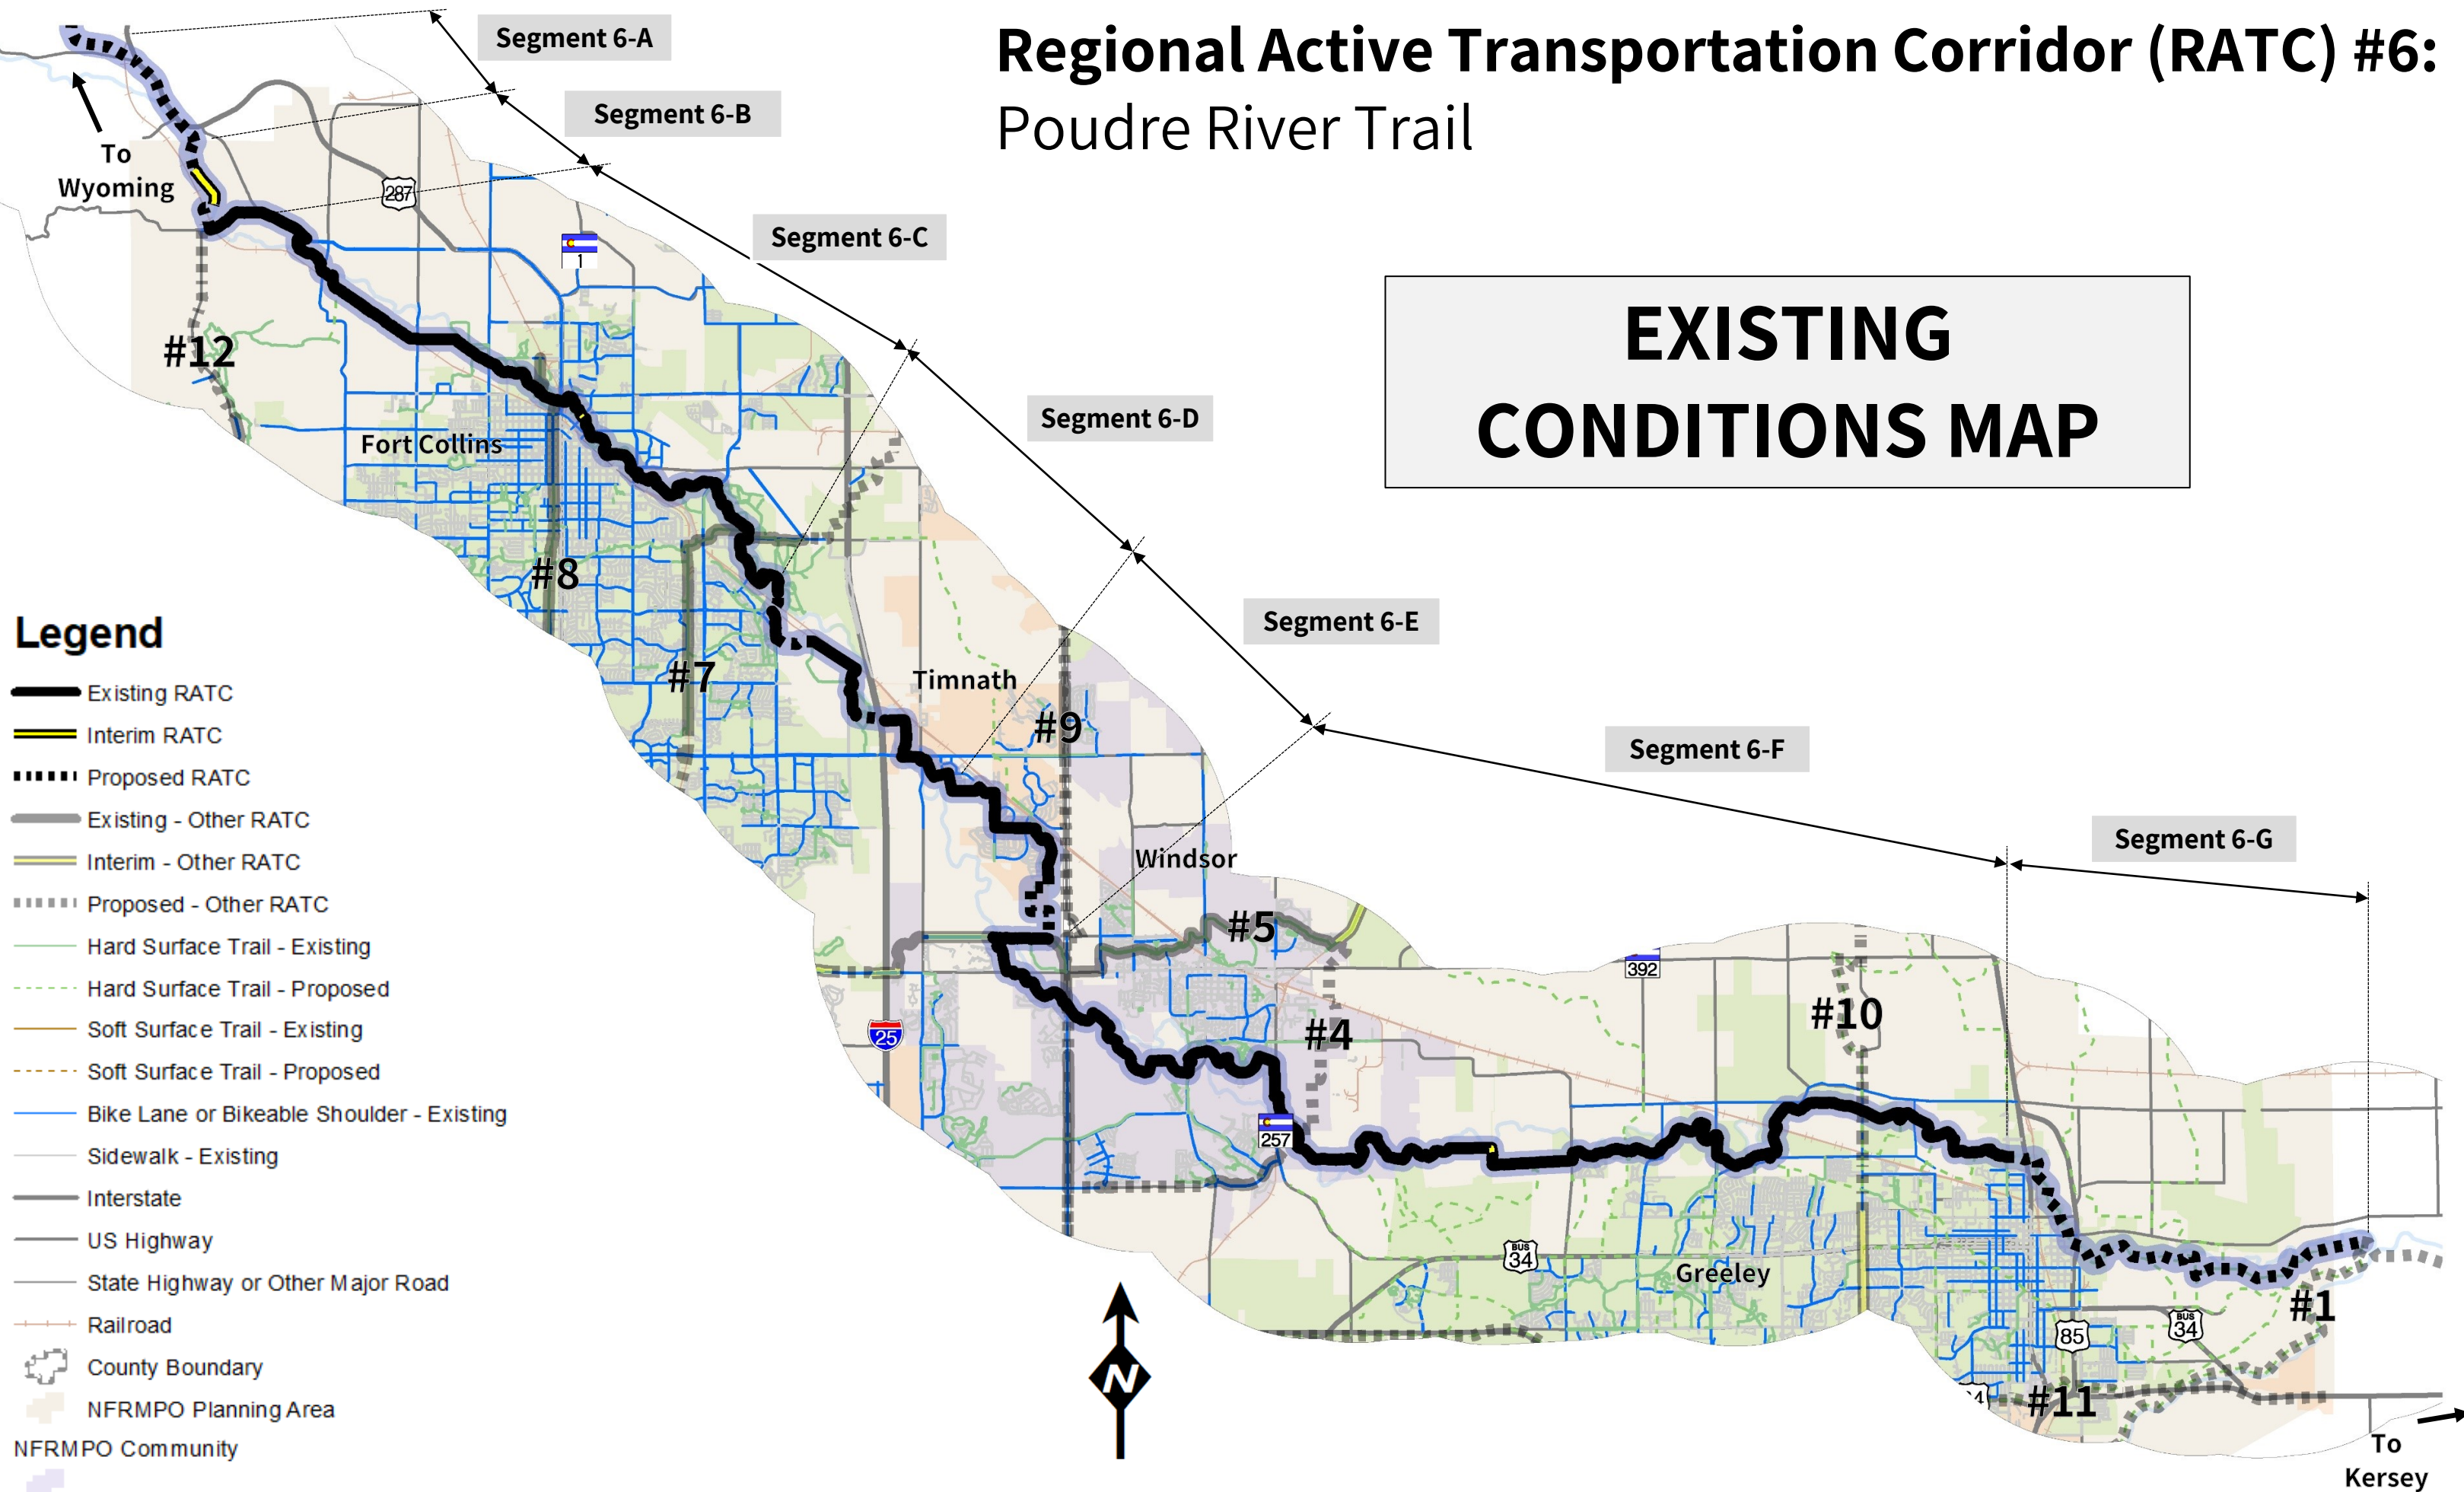 Regional Active Transportation Corridor (RATC) #6:
Poudre River Trail
EXISTING
CONDITIONS MAP
Segment 6-A
Segment 6-B
Segment 6-C
Segment 6-D
Segment 6-E
Segment 6-F
Segment 6-G
To
Wyoming
287
1
#12
Fort Collins
#8
#7
Timnath
#9
Windsor
#5
25
#4
392
#10
257
BUS
34
Greeley
#1
85
BUS
34
#11
To
Kersey
N
Legend
Existing RATC
Interim RATC
Proposed RATC
Existing - Other RATC
Interim - Other RATC
Proposed - Other RATC
Hard Surface Trail - Existing
Hard Surface Trail - Proposed
Soft Surface Trail - Existing
Soft Surface Trail - Proposed
Bike Lane or Bikeable Shoulder - Existing
Sidewalk - Existing
Interstate
US Highway
State Highway or Other Major Road
Railroad
County Boundary
NFRMPO Planning Area
NFRMPO Community